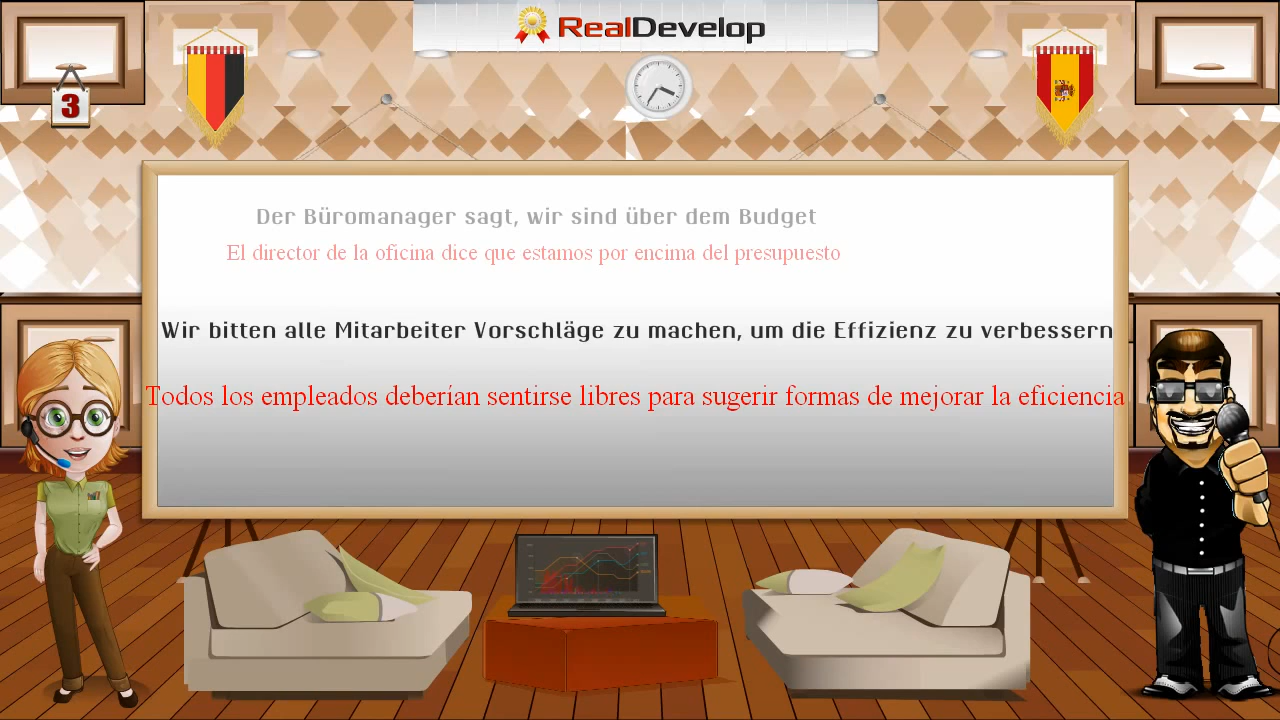 RealDevelop
3
Der Büromanager sagt, wir sind über dem Budget
El director de la oficina dice que estamos por encima del presupuesto
Wir bitten alle Mitarbeiter Vorschläge zu machen, um die Effizienz zu verbessern
Todos los empleados deberían sentirse libres para sugerir formas de mejorar la eficiencia